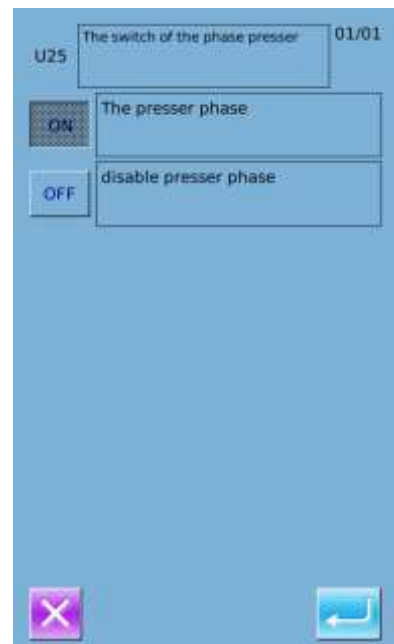 The switch of the phase presser
01/01
U25
The presser phase
ON
disable presser phase
OFF